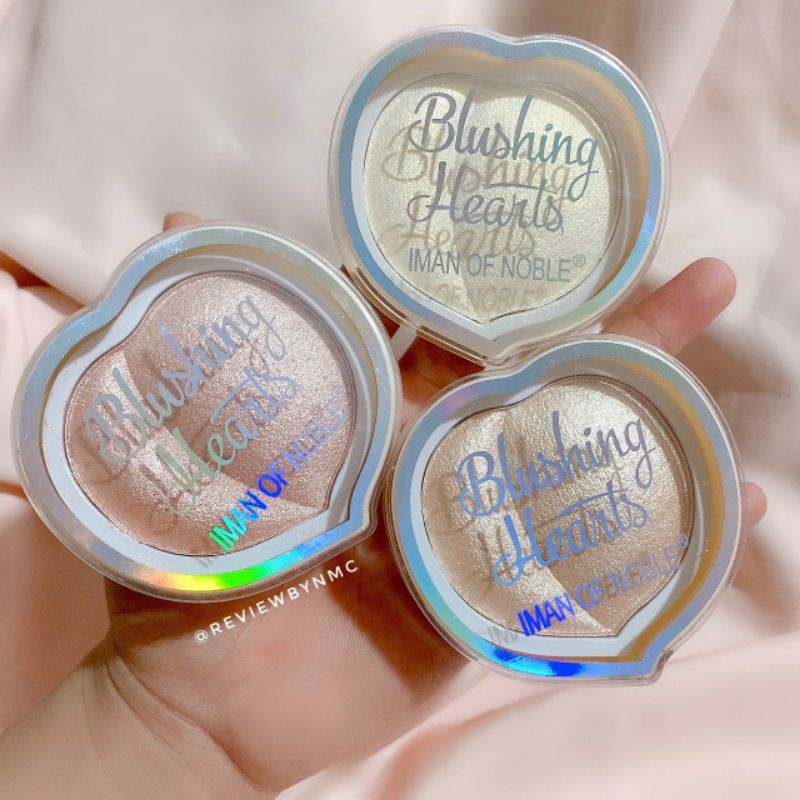 Blushing
Hearts
IMAN OF NOBLE®
Blushing
Hearts
IMAN OF NOBLE®
Blushing
Hearts
IMAN OF NOBLE®
@REVIEWBYNMC